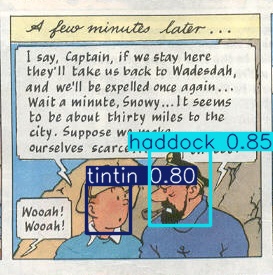 A few minutes later...
I say, Captain, if we stay here
they'll take us back to Wadesdah,
and we'll be expelled once again...
Wait a minute, Snowy... It seems
to be about thirty miles to the
city. Suppose we make
ourselves scarce
haddock 0.85
tintin 0.80
Wooah!
Wooah!